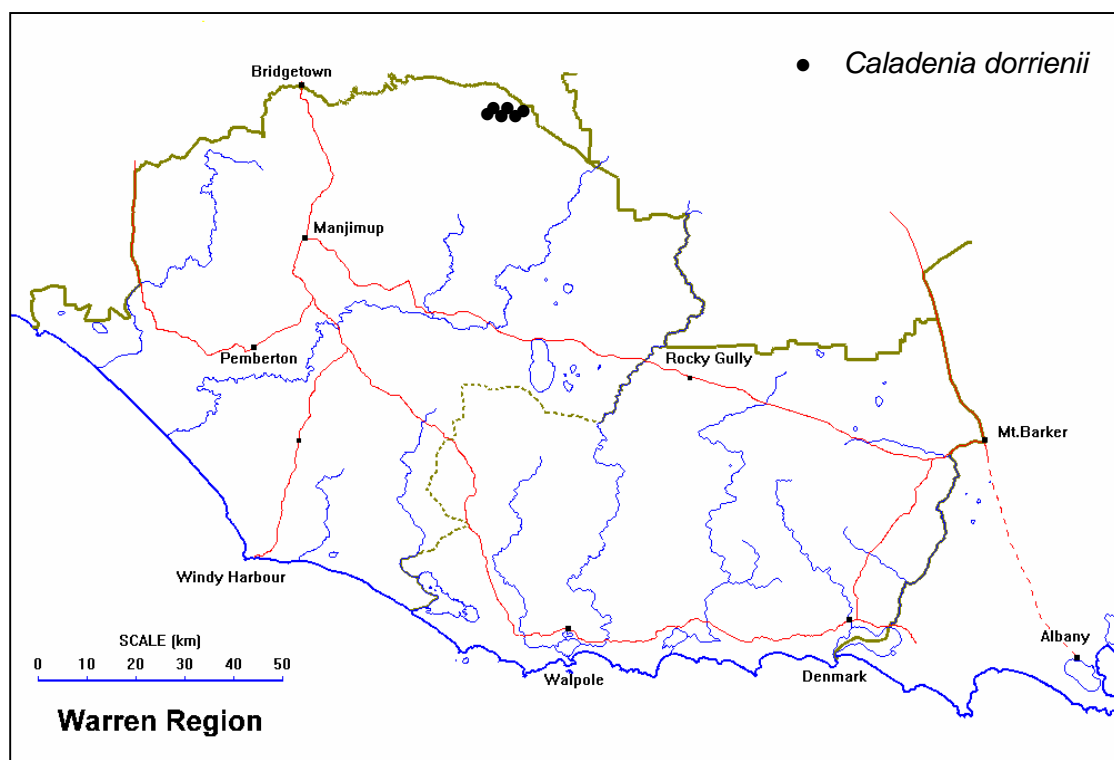 Caladenia dorrienii
Bridgetown
Manjimup
Pemberton
Rocky Gully
Mt.Barker
Windy Harbour
SCALE (km)
0 10 20 30 40 50
Walpole
Denmark
Albany
Warren Region